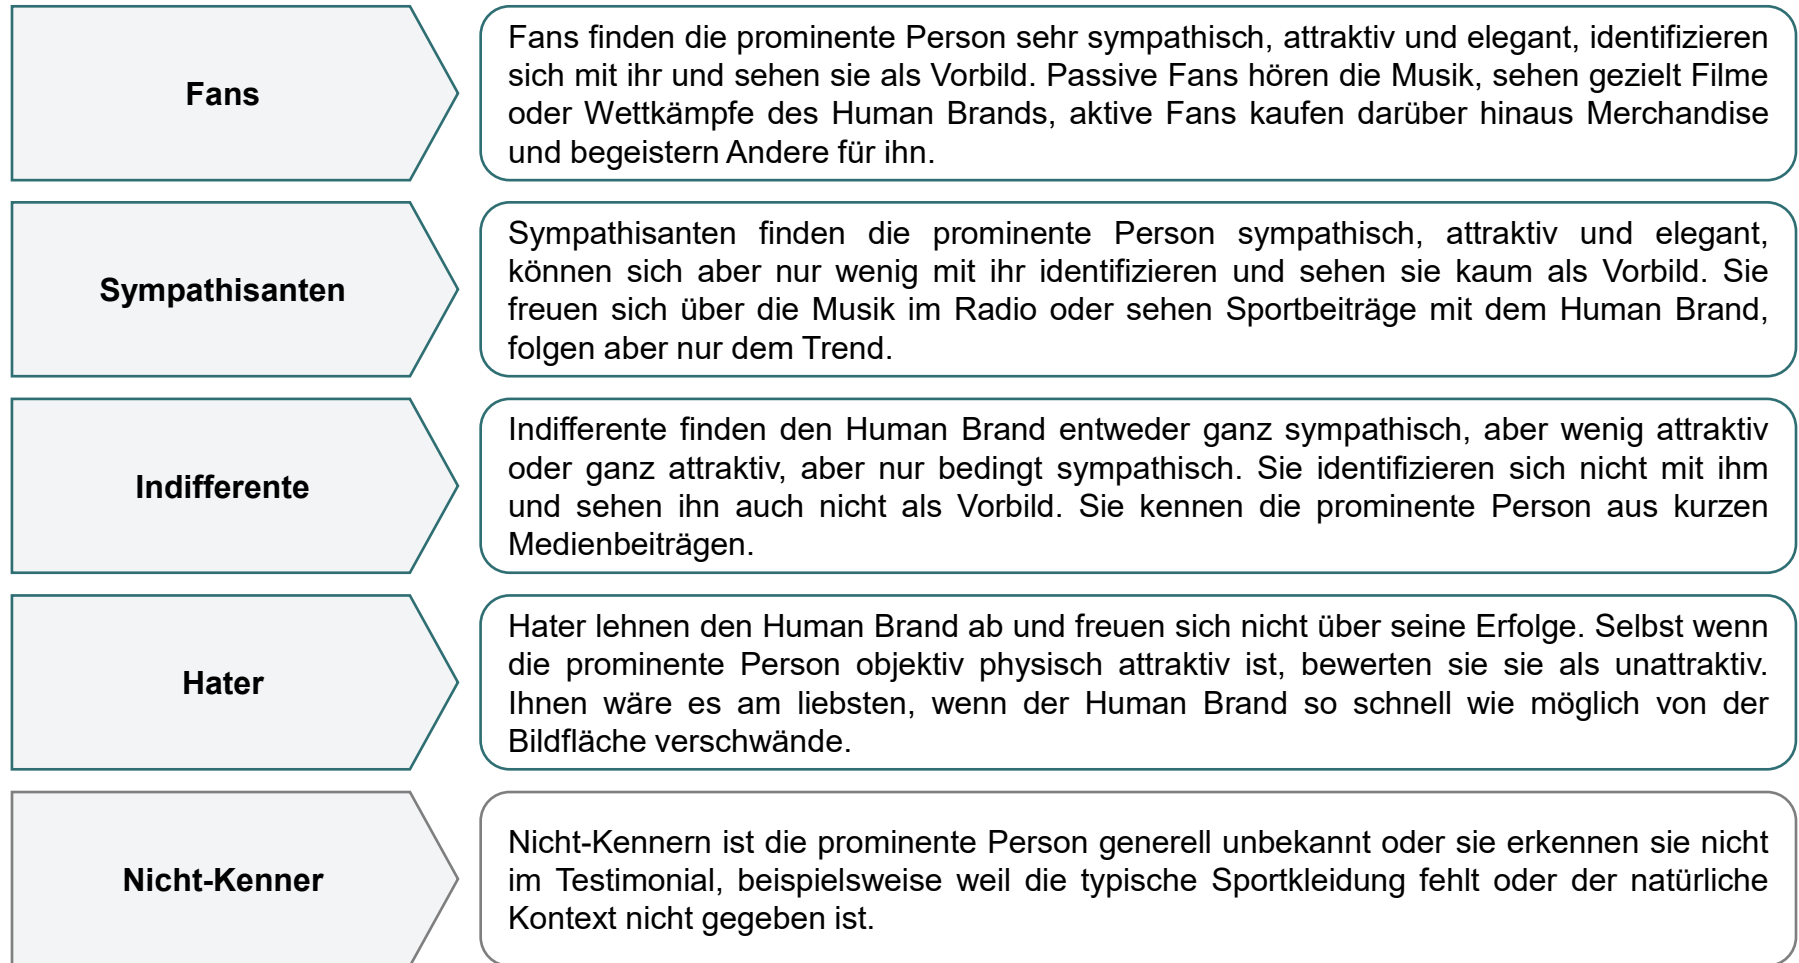 Fans
Fans finden die prominente Person sehr sympathisch, attraktiv und elegant, identifizieren
sich mit ihr und sehen sie als Vorbild. Passive Fans hören die Musik, sehen gezielt Filme
oder Wettkämpfe des Human Brands, aktive Fans kaufen darüber hinaus Merchandise
und begeistern Andere für ihn.
Sympathisanten
Sympathisanten finden die prominente Person sympathisch, attraktiv und elegant,
können sich aber nur wenig mit ihr identifizieren und sehen sie kaum als Vorbild. Sie
freuen sich über die Musik im Radio oder sehen Sportbeiträge mit dem Human Brand,
folgen aber nur dem Trend.
Indifferente
Indifferente finden den Human Brand entweder ganz sympathisch, aber wenig attraktiv
oder ganz attraktiv, aber nur bedingt sympathisch. Sie identifizieren sich nicht mit ihm
und sehen ihn auch nicht als Vorbild. Sie kennen die prominente Person aus kurzen
Medienbeiträgen.
Hater
Hater lehnen den Human Brand ab und freuen sich nicht über seine Erfolge. Selbst wenn
die prominente Person objektiv physisch attraktiv ist, bewerten sie sie als unattraktiv.
Ihnen wäre es am liebsten, wenn der Human Brand so schnell wie möglich von der
Bildfläche verschwände.
Nicht-Kenner
Nicht-Kennern ist die prominente Person generell unbekannt oder sie erkennen sie nicht
im Testimonial, beispielsweise weil die typische Sportkleidung fehlt oder der natürliche
Kontext nicht gegeben ist.